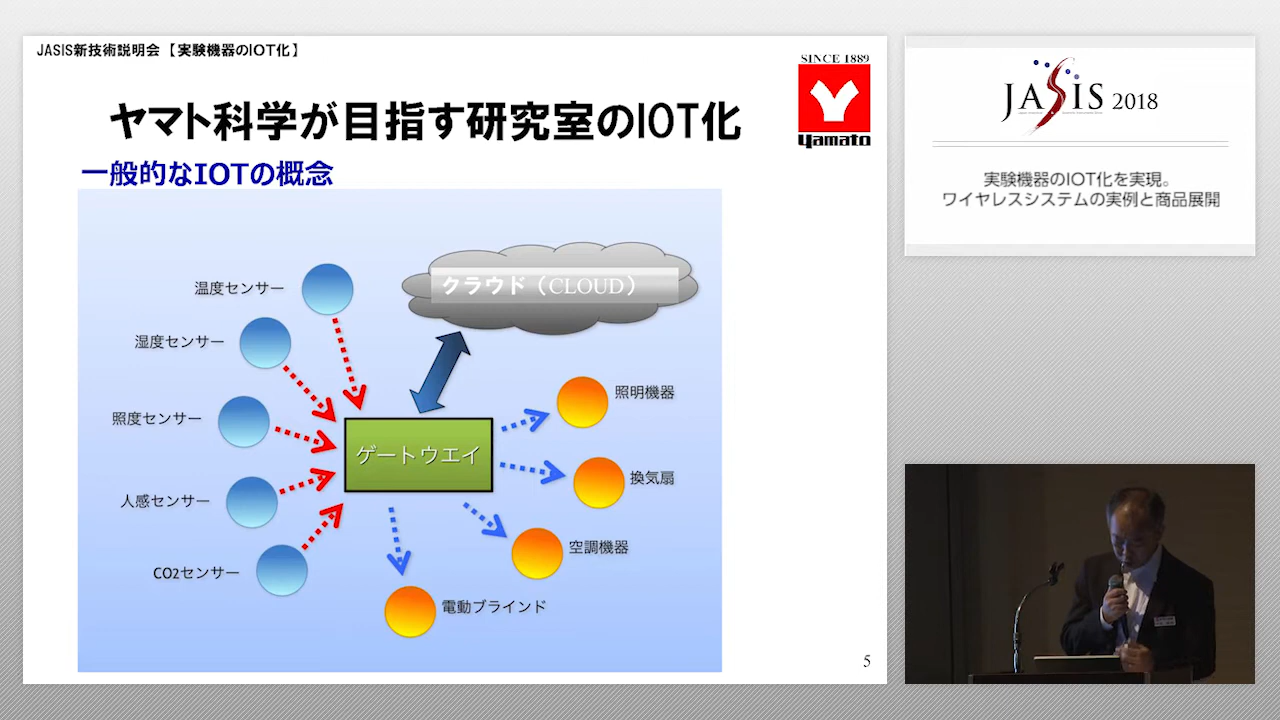 JASIS新技術説明会【実験機器のIOT化】
SINCE 1889
Yamato
ヤマト科学が目指す研究室のIOT化
一般的なIOTの概念
クラウド（CLOUD）
温度センサー
湿度センサー
照度センサー
人感センサー
CO2センサー
ゲートウエイ
照明機器
換気扇
空調機器
電動ブラインド
5
JASIS 2018
実験機器のIOT化を実現。
ワイヤレスシステムの実例と商品展開